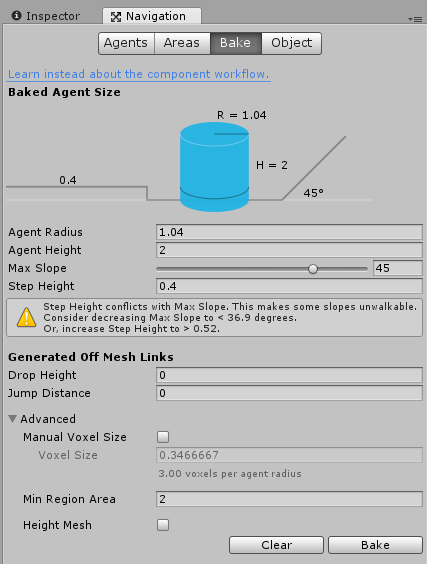 Inspector
Navigation
Agents
Areas
Bake
Object
Learn instead about the component workflow.
Baked Agent Size
R = 1.04
H = 2
0.4
45°
Agent Radius 1.04
Agent Height 2
Max Slope 45
Step Height 0.4
Step Height conflicts with Max Slope. This makes some slopes unwalkable.
Consider decreasing Max Slope to < 36.9 degrees.
Or, increase Step Height to > 0.52.
Generated Off Mesh Links
Drop Height 0
Jump Distance 0
Advanced
Manual Voxel Size
Voxel Size 0.3466667
3.00 voxels per agent radius
Min Region Area 2
Height Mesh
Clear
Bake